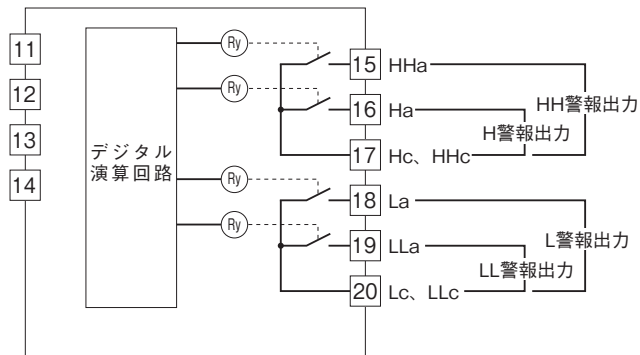 11
12
13
14
デジタル
演算回路
Ry
Ry
Ry
Ry
15 HHa
16 Ha
17 Hc、HHc
18 La
19 LLa
20 Lc、LLc
HH警報出力
H警報出力
L警報出力
LL警報出力